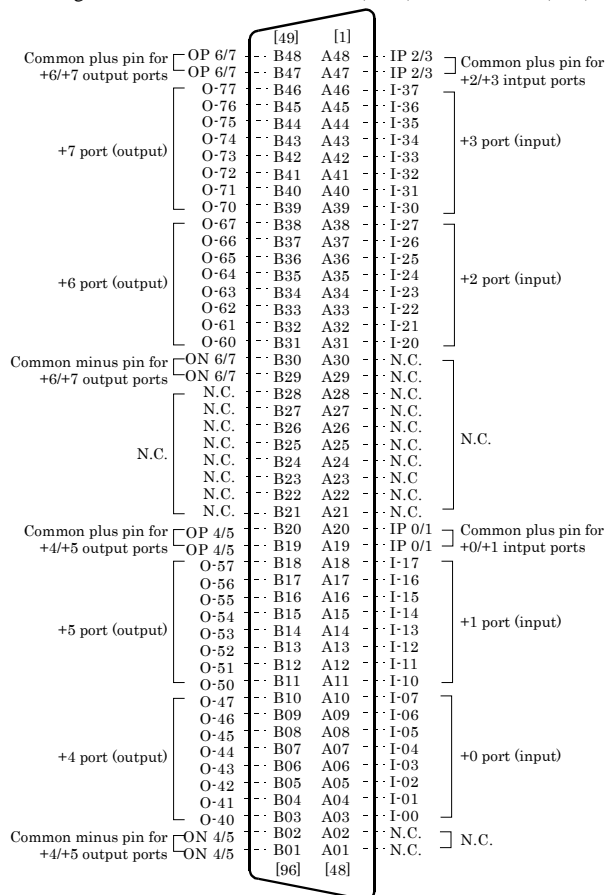 [49] [1]
Common plus pin for +6/+7 output ports
OP 6/7 B48 A48 IP 2/3
OP 6/7 B47 A47 IP 2/3
Common plus pin for +2/+3 intput ports
O-77 B46 A46 I-37
O-76 B45 A45 I-36
O-75 B44 A44 I-35
O-74 B43 A43 I-34
+7 port (output) O-73 B42 A42 I-33 +3 port (input)
O-72 B41 A41 I-32
O-71 B40 A40 I-31
O-70 B39 A39 I-30
O-67 B38 A38 I-27
O-66 B37 A37 I-26
O-65 B36 A36 I-25
O-64 B35 A35 I-24
+6 port (output) O-63 B34 A34 I-23 +2 port (input)
O-62 B33 A33 I-22
O-61 B32 A32 I-21
O-60 B31 A31 I-20
Common minus pin for +6/+7 output ports
ON 6/7 B30 A30 N.C.
ON 6/7 B29 A29 N.C.
N.C. B28 A28 N.C.
N.C. B27 A27 N.C.
N.C. B26 A26 N.C.
N.C. B25 A25 N.C. N.C.
N.C. N.C. B24 A24 N.C.
N.C. B23 A23 N.C
N.C. B22 A22 N.C.
N.C. B21 A21 N.C.
Common plus pin for +4/+5 output ports
OP 4/5 B20 A20 IP 0/1
OP 4/5 B19 A19 IP 0/1
Common plus pin for +0/+1 intput ports
O-57 B18 A18 I-17
O-56 B17 A17 I-16
O-55 B16 A16 I-15
O-54 B15 A15 I-14
+5 port (output) O-53 B14 A14 I-13 +1 port (input)
O-52 B13 A13 I-12
O-51 B12 A12 I-11
O-50 B11 A11 I-10
O-47 B10 A10 I-07
O-46 B09 A09 I-06
O-45 B08 A08 I-05
O-44 B07 A07 I-04
+4 port (output) O-43 B06 A06 I-03 +0 port (input)
O-42 B05 A05 I-02
O-41 B04 A04 I-01
O-40 B03 A03 I-00
Common minus pin for +4/+5 output ports
ON 4/5 B02 A02 N.C.
ON 4/5 B01 A01 N.C.
N.C.
[96] [48]